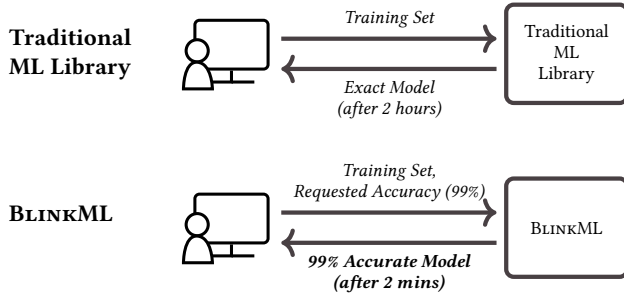 Traditional
ML Library
Training Set
Exact Model
(after 2 hours)
Traditional
ML
Library
BLINKML
Training Set,
Requested Accuracy (99%)
99% Accurate Model
(after 2 mins)
BLINKML